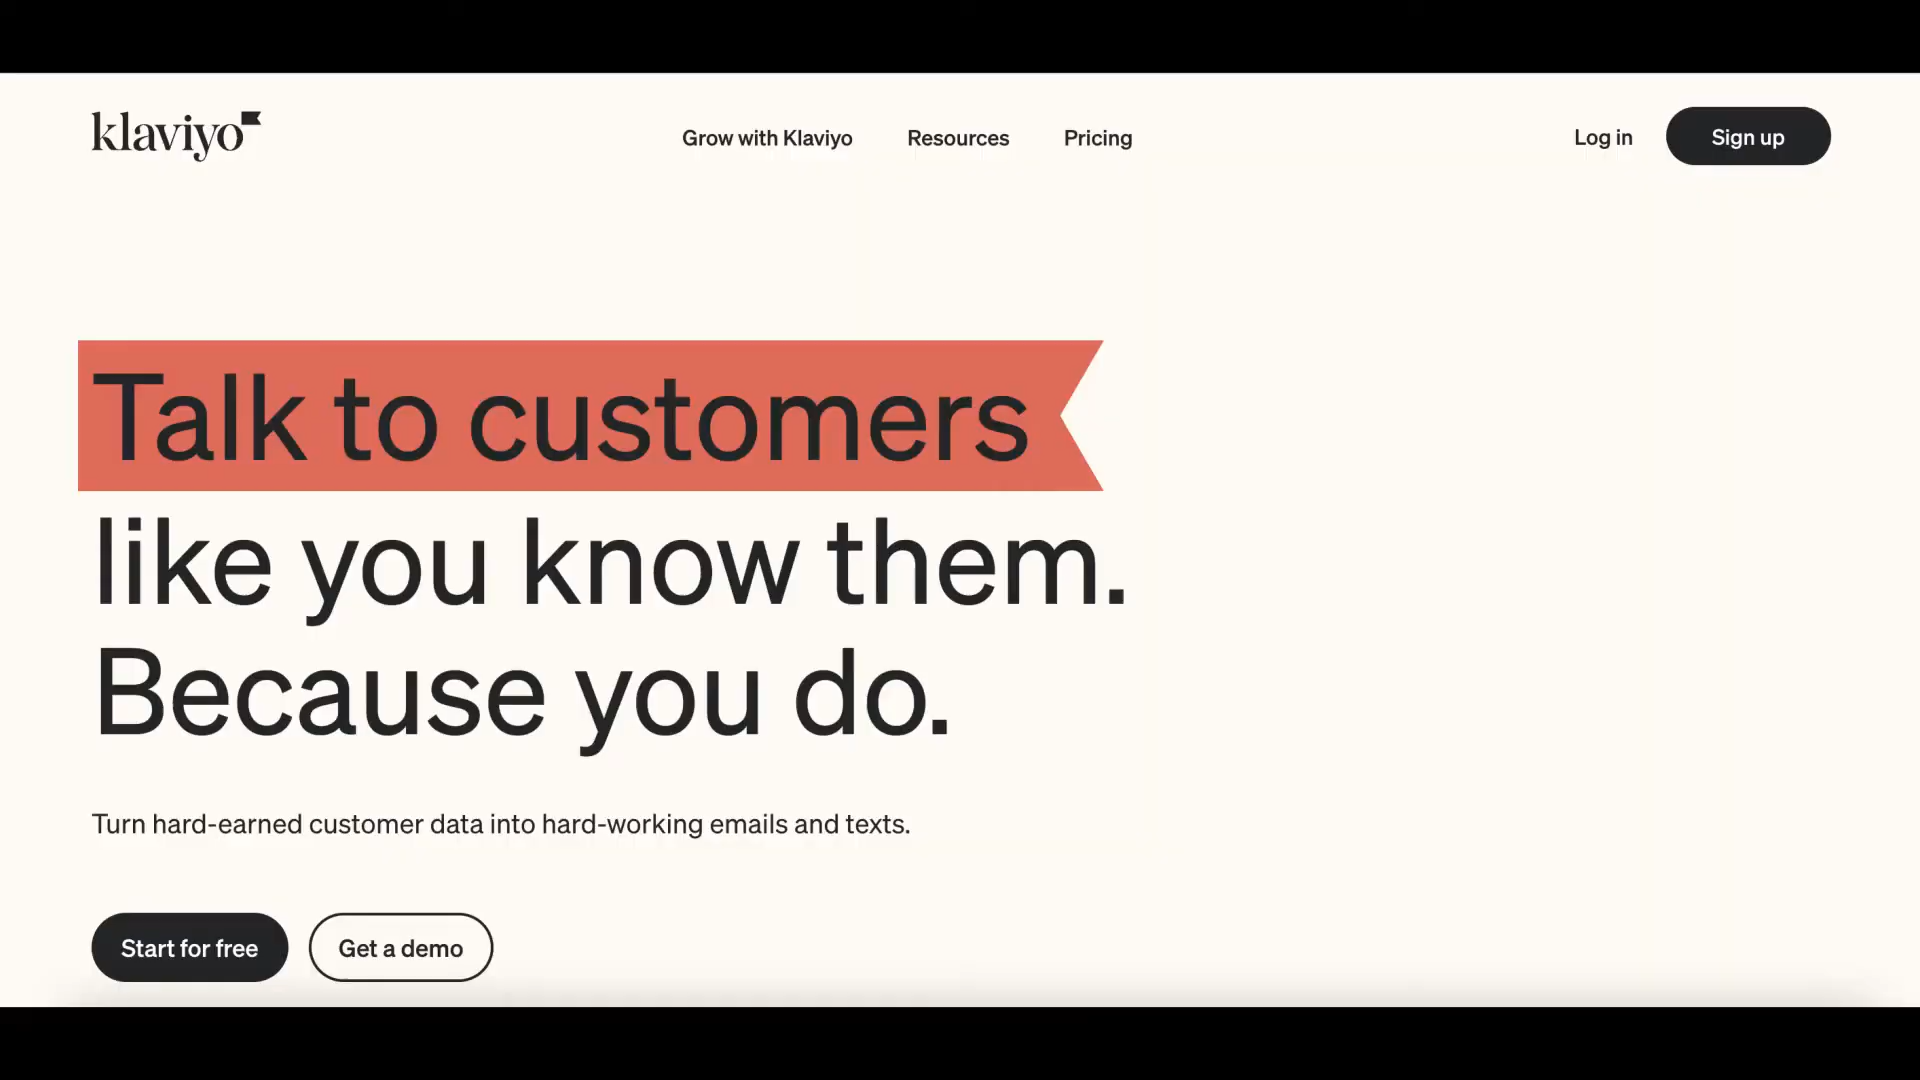 klaviyo
Grow with Klaviyo Resources Pricing
Log in Sign up
Talk to customers
like you know them.
Because you do.
Turn hard-earned customer data into hard-working emails and texts.
Start for free Get a demo